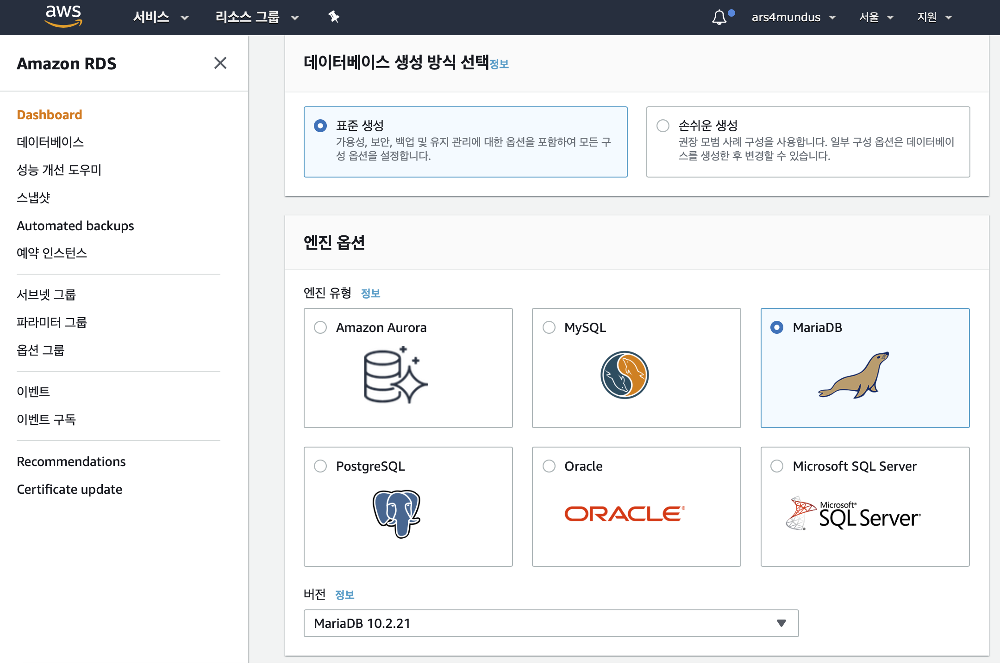 aws 서비스 리소스 그룹 ars4mundus 서울 지원
Amazon RDS
Dashboard
데이터베이스
성능 개선 도우미
스냅샷
Automated backups
예약 인스턴스
서브넷 그룹
파라미터 그룹
옵션 그룹
이벤트
이벤트 구독
Recommendations
Certificate update
데이터베이스 생성 방식 선택정보
표준 생성
가용성, 보안, 백업 및 유지 관리에 대한 옵션을 포함하여 모든 구
성 옵션을 설정합니다.
손쉬운 생성
권장 모범 사례 구성을 사용합니다. 일부 구성 옵션은 데이터베이
스를 생성한 후 변경할 수 있습니다.
엔진 옵션
엔진 유형 정보
Amazon Aurora
MySQL
MariaDB
PostgreSQL
Oracle
ORACLE
Microsoft SQL Server
Microsoft®
SQL Server®
버전 정보
MariaDB 10.2.21